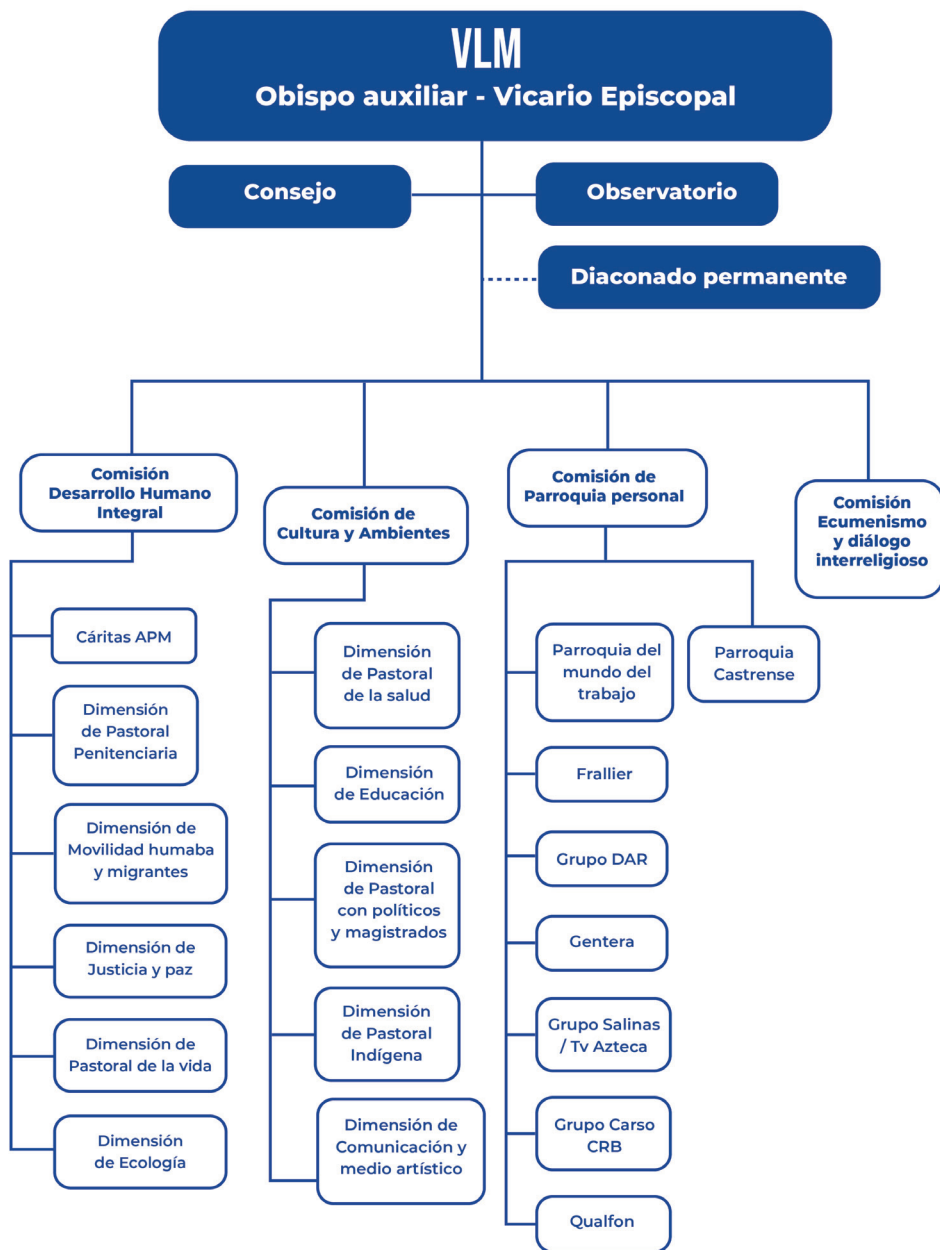 VLM
Obispo auxiliar - Vicario Episcopal
Consejo
Observatorio
Diaconado permanente
Comisión
Desarrollo Humano
Integral
Cáritas APM
Dimensión
de Pastoral
Penitenciaria
Dimensión de
Movilidad humaba
y migrantes
Dimensión de
Justicia y paz
Dimensión de
Pastoral de la vida
Dimensión
de Ecología
Comisión de
Cultura y Ambientes
Dimensión
de Pastoral
de la salud
Dimensión
de Educación
Dimensión
de Pastoral
con políticos
y magistrados
Dimensión
de Pastoral
Indígena
Dimensión de
Comunicación y
medio artístico
Comisión de
Parroquia personal
Parroquia del
mundo del
trabajo
Frallier
Grupo DAR
Gentera
Grupo Salinas
/ Tv Azteca
Grupo Carso
CRB
Qualfon
Parroquia
Castrense
Comisión
Ecumenismo
y diálogo
interreligioso